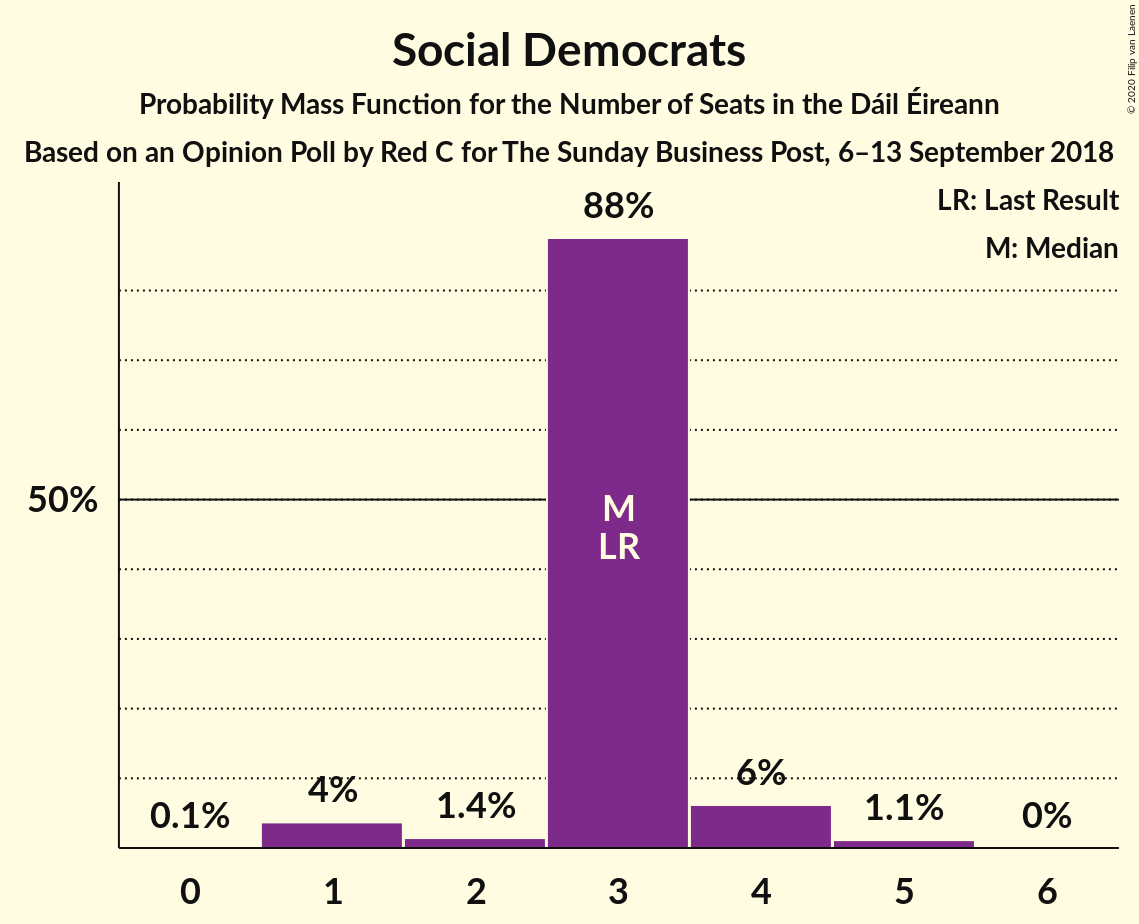 Social Democrats
Probability Mass Function for the Number of Seats in the Dáil Éireann
Based on an Opinion Poll by Red C for The Sunday Business Post, 6–13 September 2018
© 2020 Filip van Laenen
LR: Last Result
M: Median
88%
50%
M
LR
0.1%
4%
1.4%
6%
1.1%
0%
0
1
2
3
4
5
6